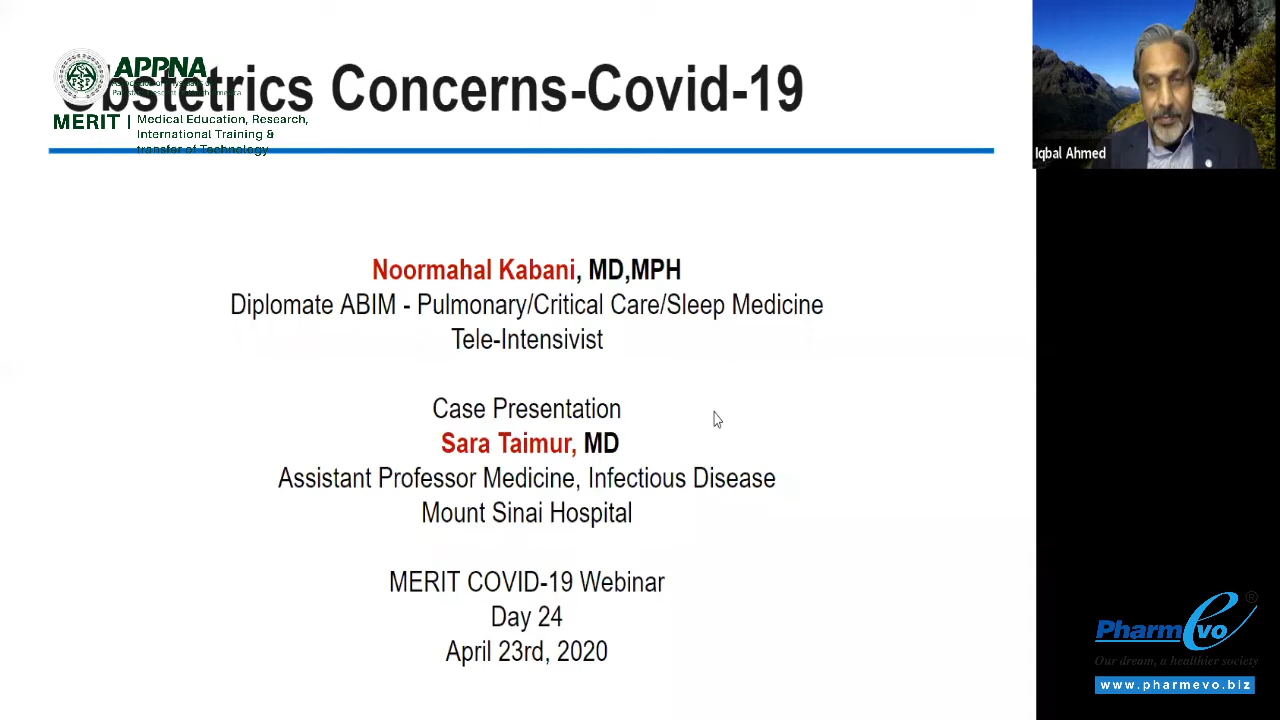 Obstetrics Concerns-Covid-19
APPNA
MERIT | Medical Education, Research,
International Training &
transfer of Technology
Iqbal Ahmed
Noormahal Kabani, MD,MPH
Diplomate ABIM - Pulmonary/Critical Care/Sleep Medicine
Tele-Intensivist
Case Presentation
Sara Taimur, MD
Assistant Professor Medicine, Infectious Disease
Mount Sinai Hospital
MERIT COVID-19 Webinar
Day 24
April 23rd, 2020
PharmEvo ®
Our dream, a healthier society
www.pharmevo.biz